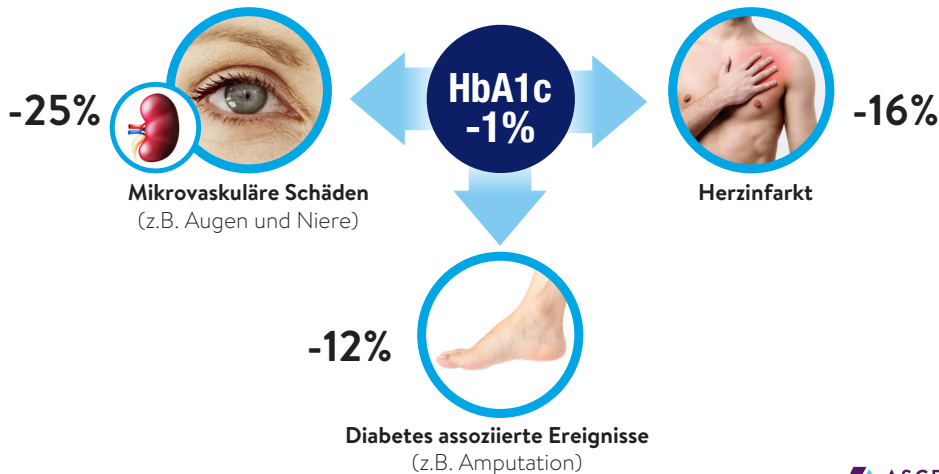 HbA1c
-1%
-25%
-16%
Mikrovaskuläre Schäden
(z.B. Augen und Niere)
Herzinfarkt
-12%
Diabetes assoziierte Ereignisse
(z.B. Amputation)